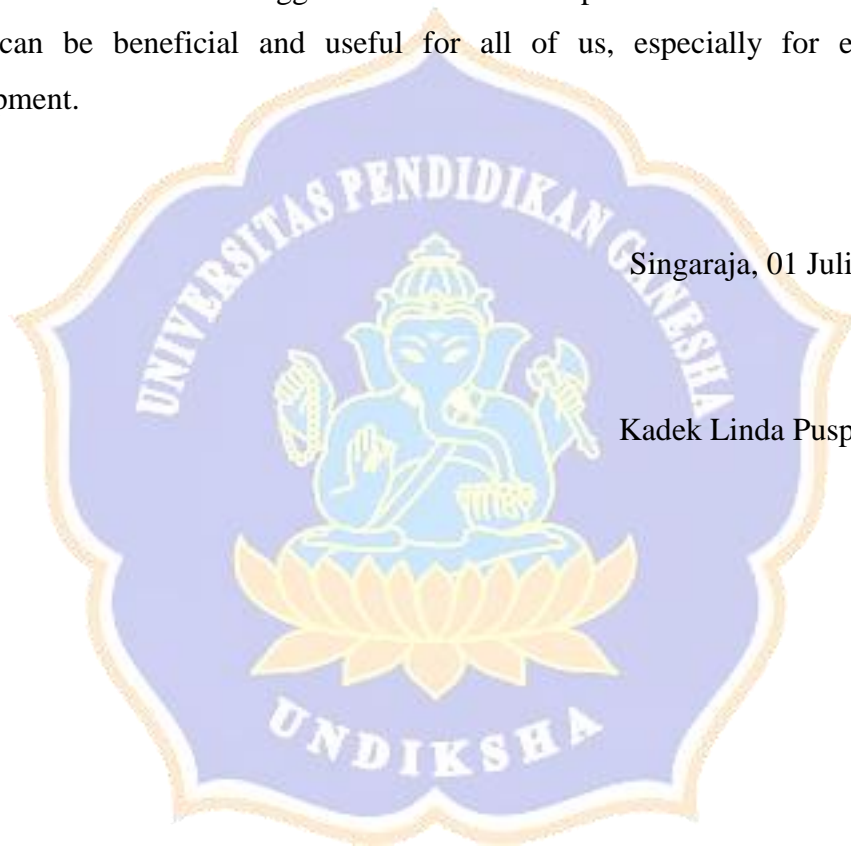 can be beneficial and useful for all of us, especially for e
pment.
UNIVERSITAS PENDIDIKAN GANESHA
Singaraja, 01 Juli
Kadek Linda Pusp
UNDIKSHA